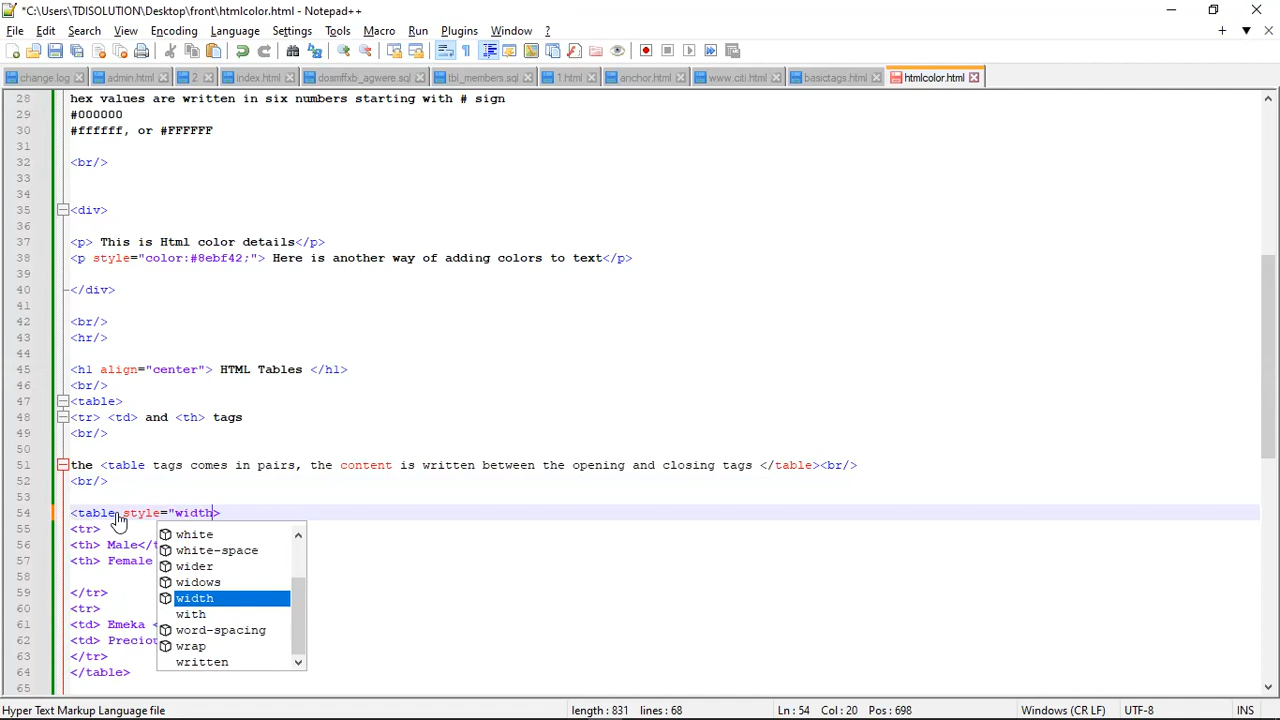 *C:\Users\TDISOLUTION\Desktop\front\htmlcolor.html - Notepad++
File Edit Search View Encoding Language Settings Tools Macro Run Plugins Window ?
change.log admin.html 2 index.html dosmffxb_agwere.sql tbl_members.sql 1.html anchor.html www.citi.html basictags.html htmlcolor.html
28 hex values are written in six numbers starting with # sign
29 #000000
30 #ffffff, or #FFFFFF
31
32 <br/>
33
34
35 <div>
36
37 <p> This is Html color details</p>
38 <p style="color:#8ebf42;"> Here is another way of adding colors to text</p>
39
40 </div>
41
42 <br/>
43 <hr/>
44
45 <h1 align="center"> HTML Tables </h1>
46 <br/>
47 <table>
48 <tr> <td> and <th> tags
49 <br/>
50
51 the <table tags comes in pairs, the content is written between the opening and closing tags </table><br/>
52 <br/>
53
54 <table style="width>
55 <tr>
56 <th> Male</t
57 <th> Female
58
59 </tr>
60 <tr>
61 <td> Emeka <
62 <td> Precio
63 </tr>
64 </table>
65
white
white-space
wider
widows
width
with
word-spacing
wrap
written
Hyper Text Markup Language file length : 831 lines : 68 Ln : 54 Col : 20 Pos : 698 Windows (CR LF) UTF-8 INS